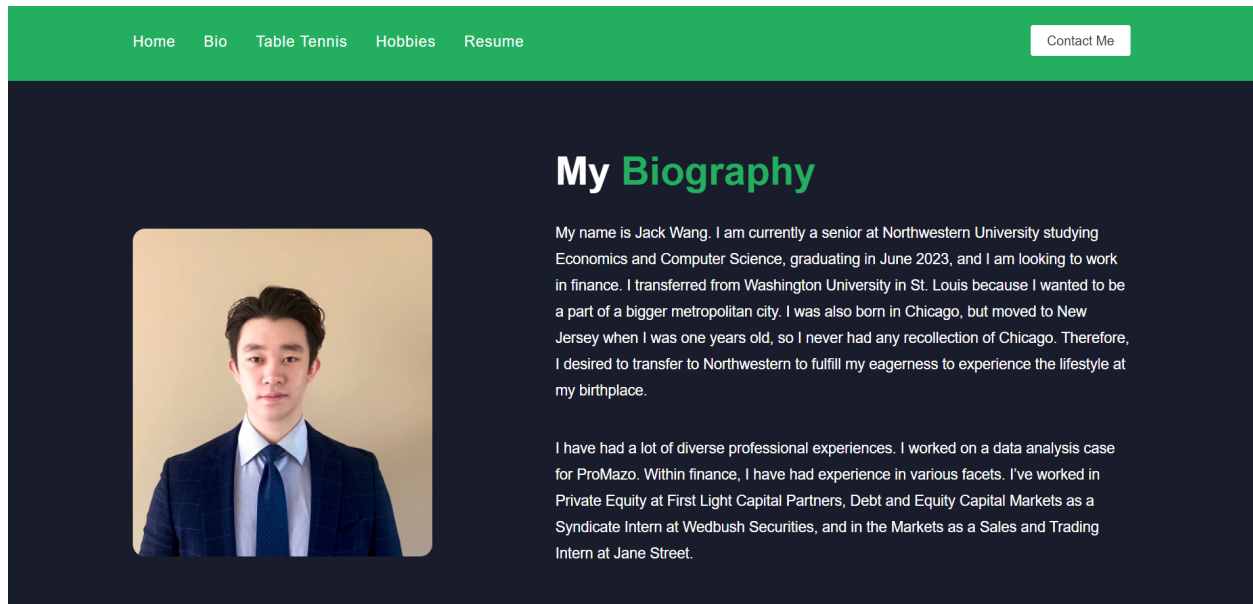 Home Bio Table Tennis Hobbies Resume Contact Me
My Biography
My name is Jack Wang. I am currently a senior at Northwestern University studying
Economics and Computer Science, graduating in June 2023, and I am looking to work
in finance. I transferred from Washington University in St. Louis because I wanted to be
a part of a bigger metropolitan city. I was also born in Chicago, but moved to New
Jersey when I was one years old, so I never had any recollection of Chicago. Therefore,
I desired to transfer to Northwestern to fulfill my eagerness to experience the lifestyle at
my birthplace.
I have had a lot of diverse professional experiences. I worked on a data analysis case
for ProMazo. Within finance, I have had experience in various facets. I've worked in
Private Equity at First Light Capital Partners, Debt and Equity Capital Markets as a
Syndicate Intern at Wedbush Securities, and in the Markets as a Sales and Trading
Intern at Jane Street.